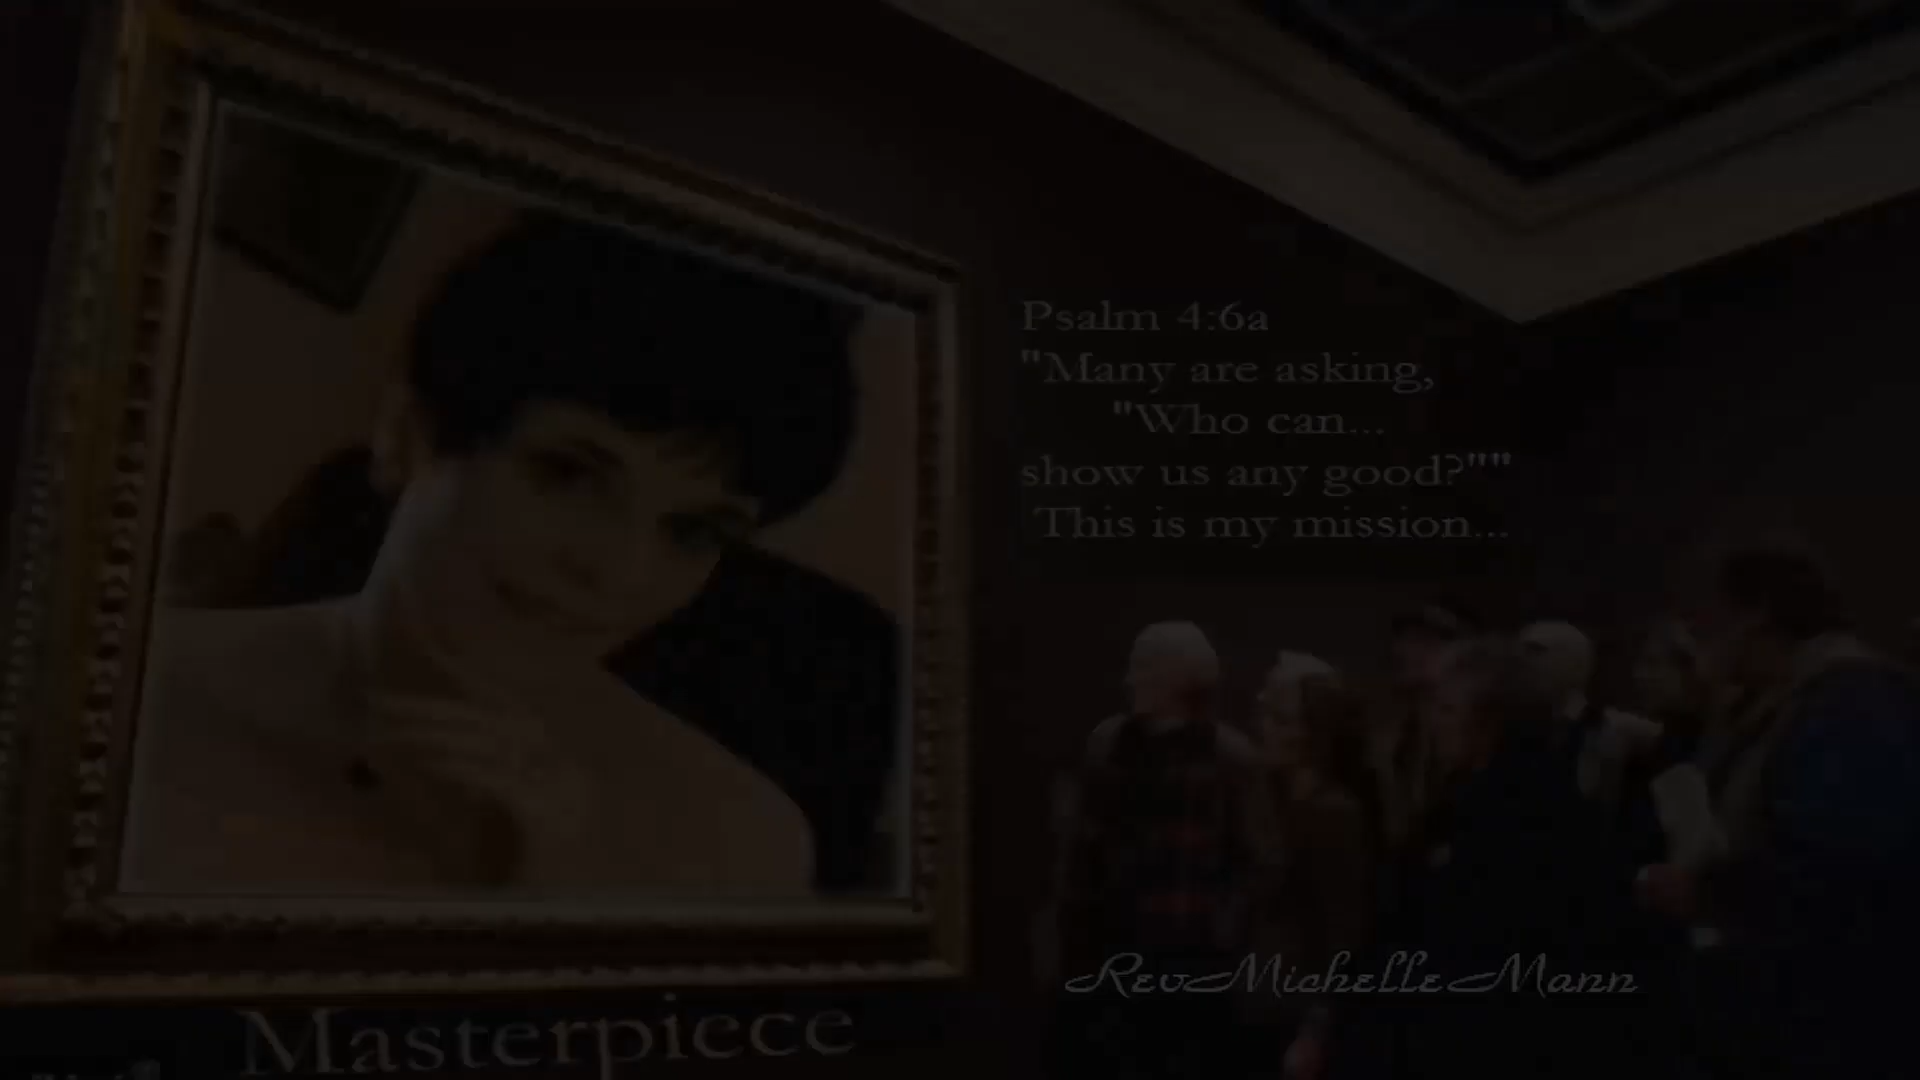 Psalm 4:6a
"Many are asking,
"Who can...
show us any good?""
This is my mission...
RevMichelleMann
Masterpiece